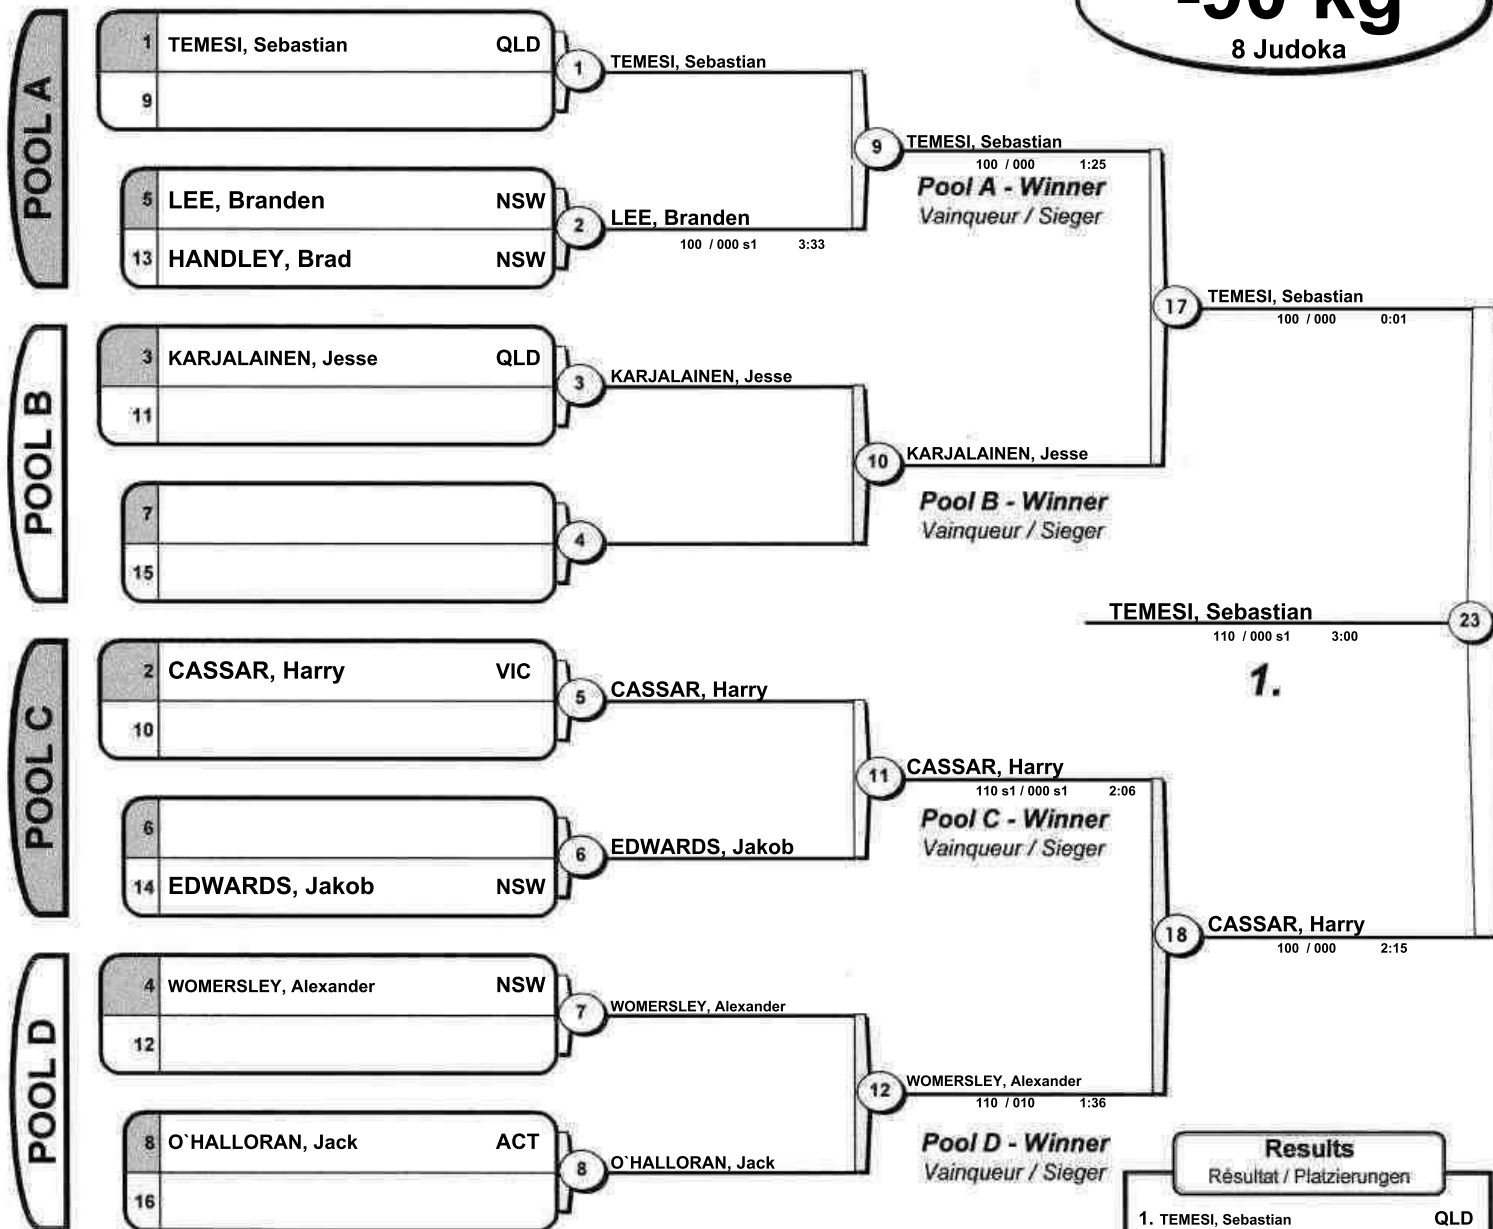 -90 kg
8 Judoka
POOL A
1 TEMESI, Sebastian QLD
9
5 LEE, Branden NSW
13 HANDLEY, Brad NSW
1 TEMESI, Sebastian
2 LEE, Branden
100 / 000 s1 3:33
9 TEMESI, Sebastian
100 / 000 1:25
Pool A - Winner
Vainqueur / Sieger
POOL B
3 KARJALAINEN, Jesse QLD
11
7
15
3 KARJALAINEN, Jesse
4
10 KARJALAINEN, Jesse
Pool B - Winner
Vainqueur / Sieger
17 TEMESI, Sebastian
100 / 000 0:01
TEMESI, Sebastian 23
110 / 000 s1 3:00
1.
POOL C
2 CASSAR, Harry VIC
10
6
14 EDWARDS, Jakob NSW
5 CASSAR, Harry
6 EDWARDS, Jakob
11 CASSAR, Harry
110 s1 / 000 s1 2:06
Pool C - Winner
Vainqueur / Sieger
18 CASSAR, Harry
100 / 000 2:15
POOL D
4 WOMERSLEY, Alexander NSW
12
8 O`HALLORAN, Jack ACT
16
7 WOMERSLEY, Alexander
8 O`HALLORAN, Jack
12 WOMERSLEY, Alexander
110 / 010 1:36
Pool D - Winner
Vainqueur / Sieger
Results
Résultat / Platzierungen
1. TEMESI, Sebastian QLD